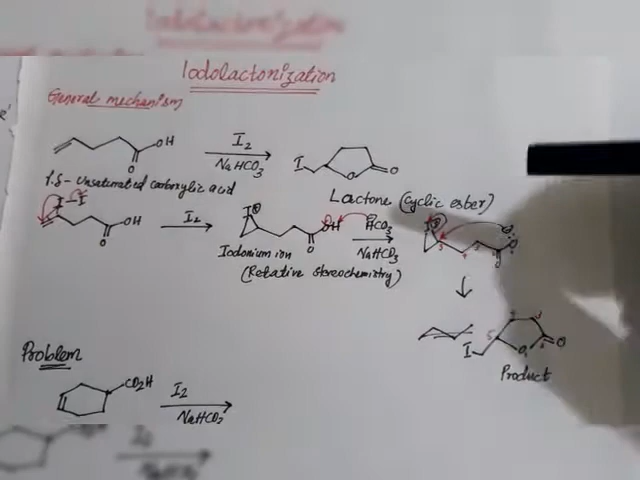 Iodolactonization
General mechanism
OH
O
I2
NaHCO3
I
O
O
γ,δ- Unsaturated carboxylic acid
Lactone (cyclic ester)
I-I
OH
O
I2
I
O
OH
HCO3
NaHCO3
Iodonium ion
(Relative stereochemistry)
I
O
5
I
O
O
Product
Problem
CO2H
I2
NaHCO3